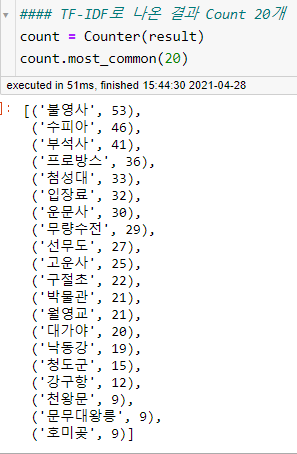 #### TF-IDF로 나온 결과 Count 20개
count = Counter(result)
count.most_common(20)
executed in 51ms, finished 15:44:30 2021-04-28
]: [('불영사', 53),
('수피아', 46),
('부석사', 41),
('프로방스', 36),
('첨성대', 33),
('입장료', 32),
('운문사', 30),
('무량수전', 29),
('선무도', 27),
('고운사', 25),
('구절초', 22),
('박물관', 21),
('월영교', 21),
('대가야', 20),
('낙동강', 19),
('청도군', 15),
('강구항', 12),
('천왕문', 9),
('문무대왕릉', 9),
('호미곶', 9)]